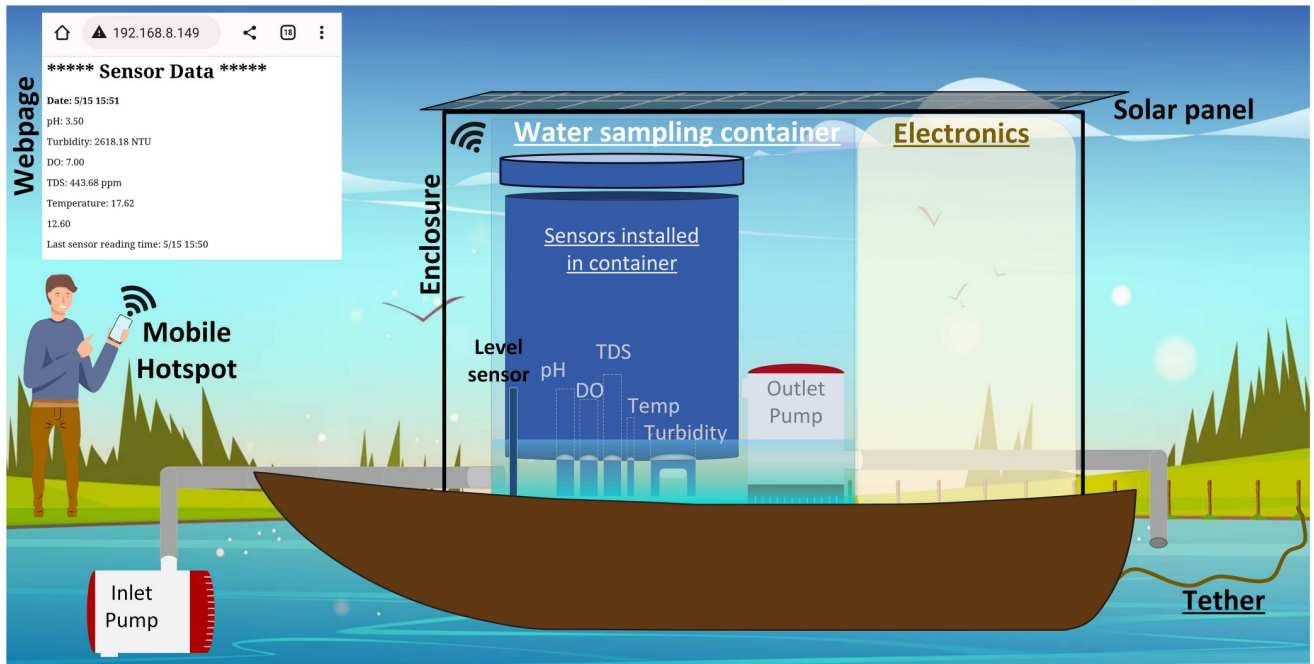 Webpage
192.168.8.149
18
***** Sensor Data *****
Date: 5/15 15:51
pH: 3.50
Turbidity: 2618.18 NTU
DO: 7.00
TDS: 443.68 ppm
Temperature: 17.62
12.60
Last sensor reading time: 5/15 15:50
Mobile
Hotspot
Enclosure
Solar panel
Water sampling container
Electronics
Sensors installed
in container
Level
sensor
pH
DO
TDS
Temp
Turbidity
Outlet
Pump
Inlet
Pump
Tether